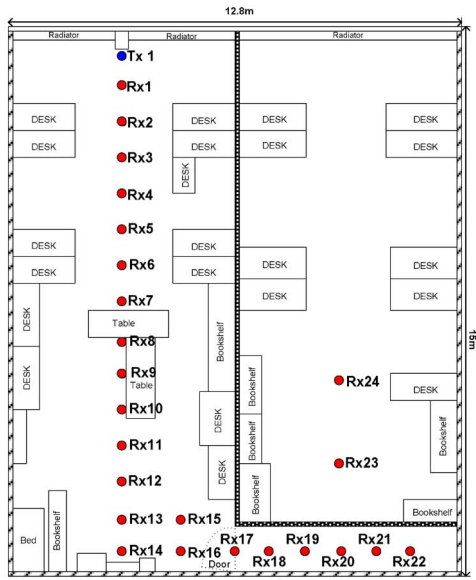 12.8m
Radiator
Radiator
Radiator
Tx 1
Rx1
DESK
DESK
DESK
DESK
Rx2
DESK
DESK
DESK
DESK
Rx3
DESK
Rx4
Rx5
DESK
DESK
DESK
DESK
Rx6
DESK
DESK
DESK
DESK
DESK
Rx7
Table
Bookshelf
15m
Rx8
DESK
Rx9
Table
Bookshelf
Rx24
DESK
Rx10
DESK
Bookshelf
Bookshelf
Rx11
Rx23
DESK
Rx12
Bookshelf
Bookshelf
Bookshelf
Rx13
Rx15
Bed
Rx17
Rx19
Rx21
Rx14
Rx16
Door
Rx18
Rx20
Rx22